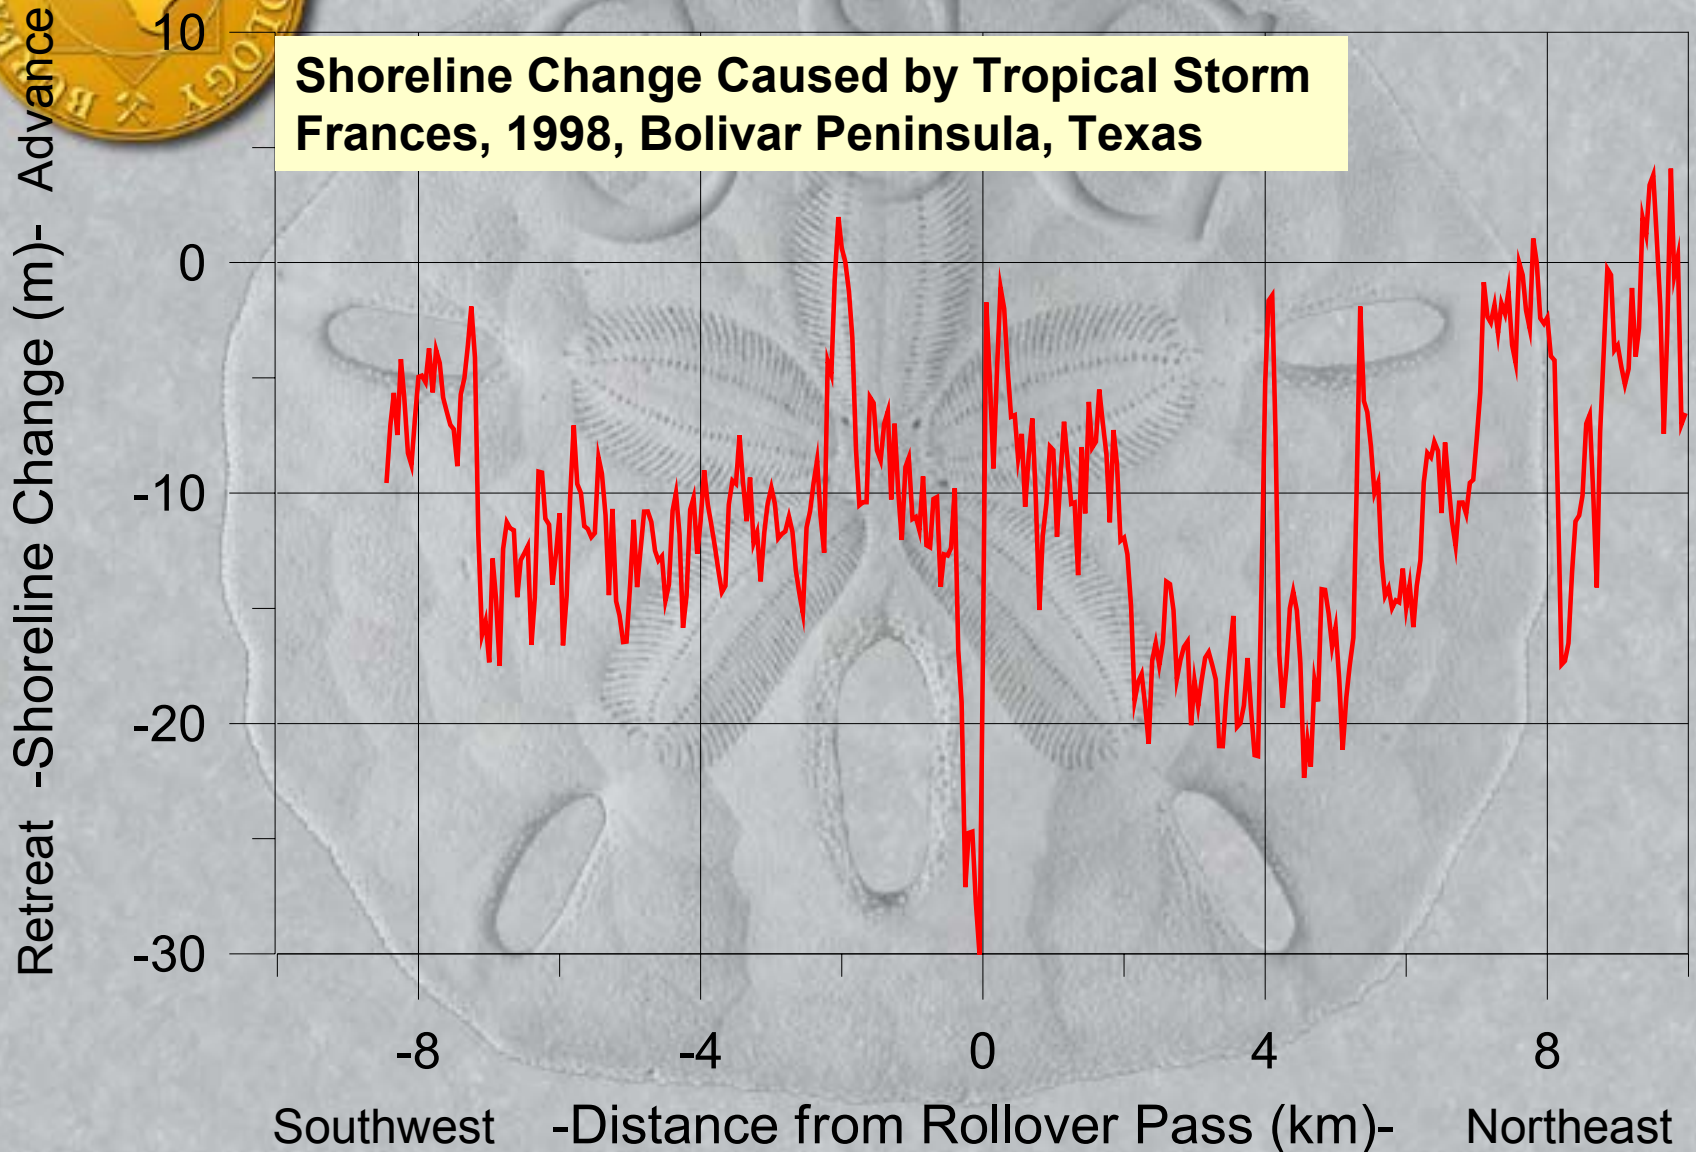 Shoreline Change Caused by Tropical Storm
Frances, 1998, Bolivar Peninsula, Texas
Retreat -Shoreline Change (m)- Advance
10
0
-10
-20
-30
-8 -4 0 4 8
Southwest -Distance from Rollover Pass (km)- Northeast